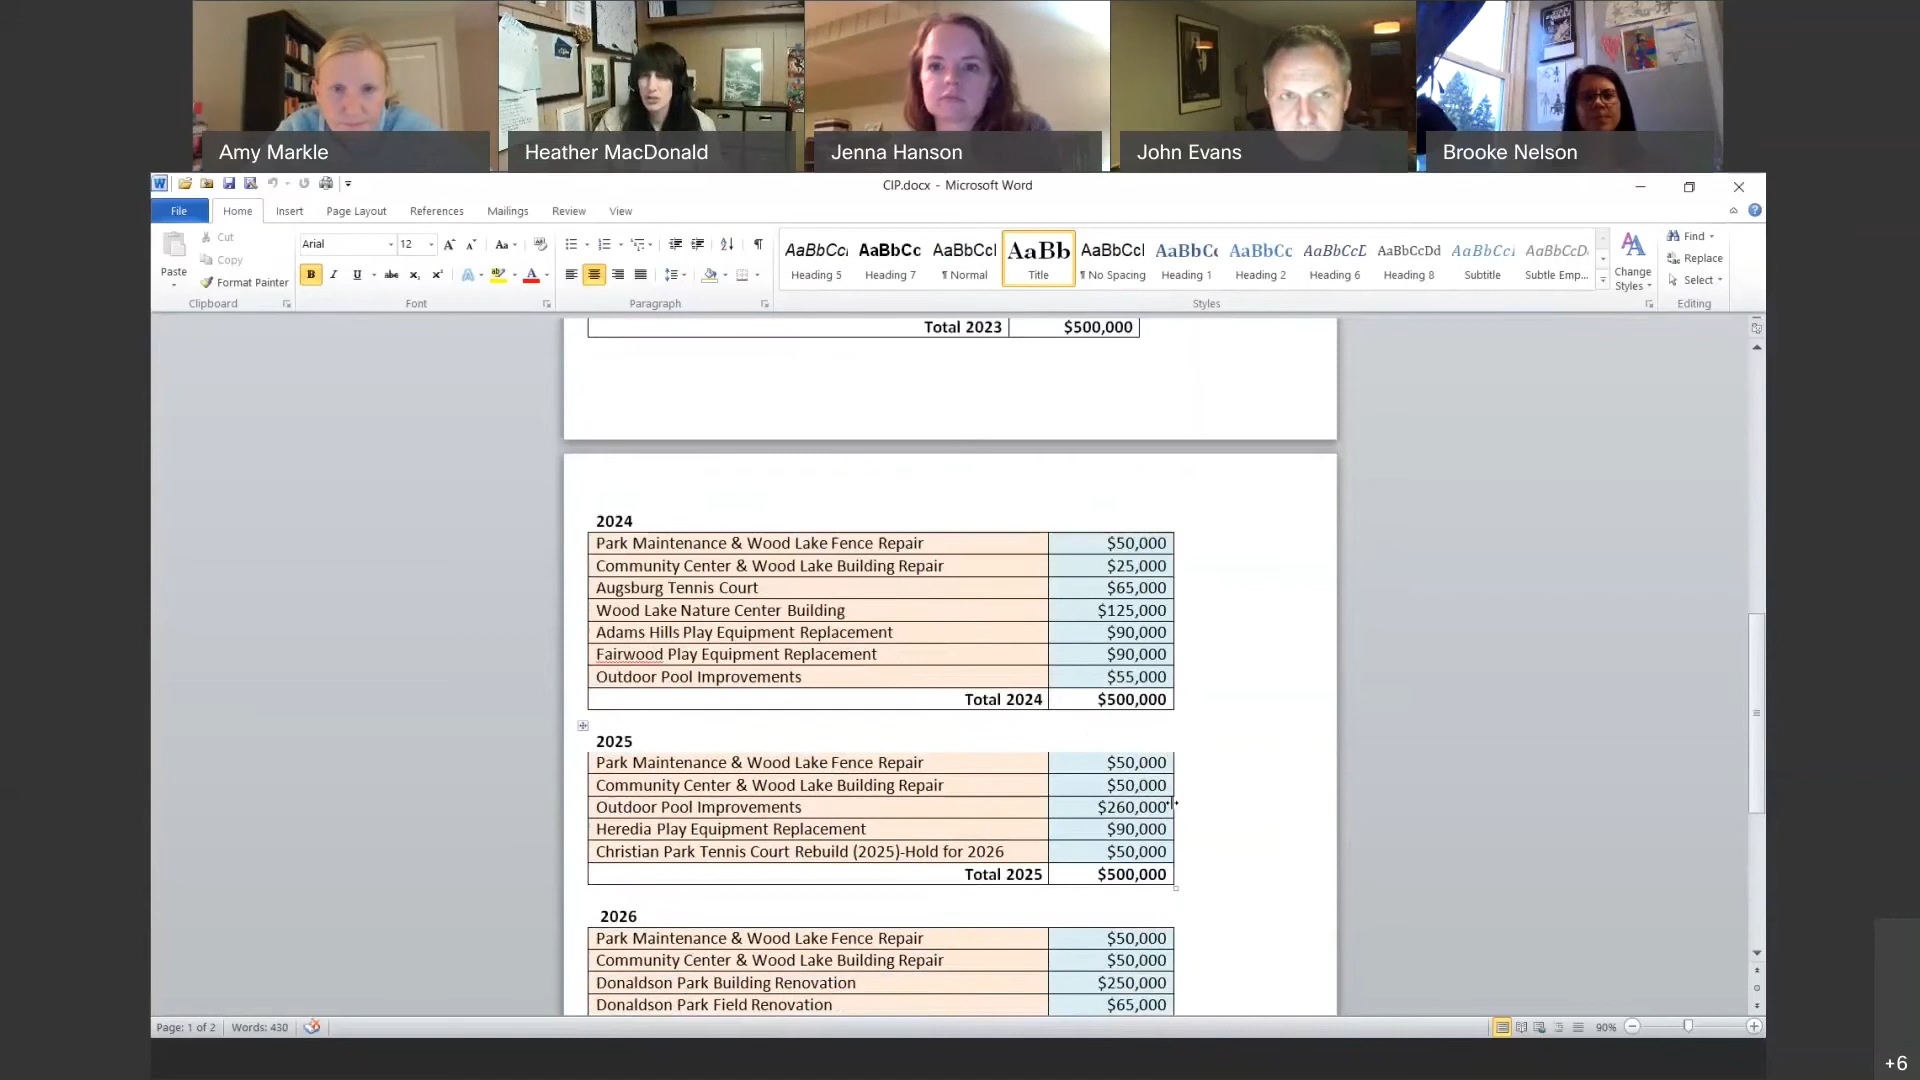 Amy Markle
Heather MacDonald
Jenna Hanson
John Evans
Brooke Nelson
CIP.docx - Microsoft Word
File Home Insert Page Layout References Mailings Review View
Paste
Cut
Copy
Format Painter
Clipboard
Arial 12
Font
Paragraph
AaBbCcI AaBbCc AaBbCcI AaBb AaBbCcI AaBbCc AaBbCc AaBbCcD AaBbCcDd AaBbCcI AaBbCcD
Heading 5 Heading 7 ¶ Normal Title ¶ No Spacing Heading 1 Heading 2 Heading 6 Heading 8 Subtitle Subtle Emp...
Styles
Change Styles
Find
Replace
Select
Editing
Total 2023 $500,000
2024
Park Maintenance & Wood Lake Fence Repair $50,000
Community Center & Wood Lake Building Repair $25,000
Augsburg Tennis Court $65,000
Wood Lake Nature Center Building $125,000
Adams Hills Play Equipment Replacement $90,000
Fairwood Play Equipment Replacement $90,000
Outdoor Pool Improvements $55,000
Total 2024 $500,000
2025
Park Maintenance & Wood Lake Fence Repair $50,000
Community Center & Wood Lake Building Repair $50,000
Outdoor Pool Improvements $260,000
Heredia Play Equipment Replacement $90,000
Christian Park Tennis Court Rebuild (2025)-Hold for 2026 $50,000
Total 2025 $500,000
2026
Park Maintenance & Wood Lake Fence Repair $50,000
Community Center & Wood Lake Building Repair $50,000
Donaldson Park Building Renovation $250,000
Donaldson Park Field Renovation $65,000
Page: 1 of 2 Words: 430 90%
+6